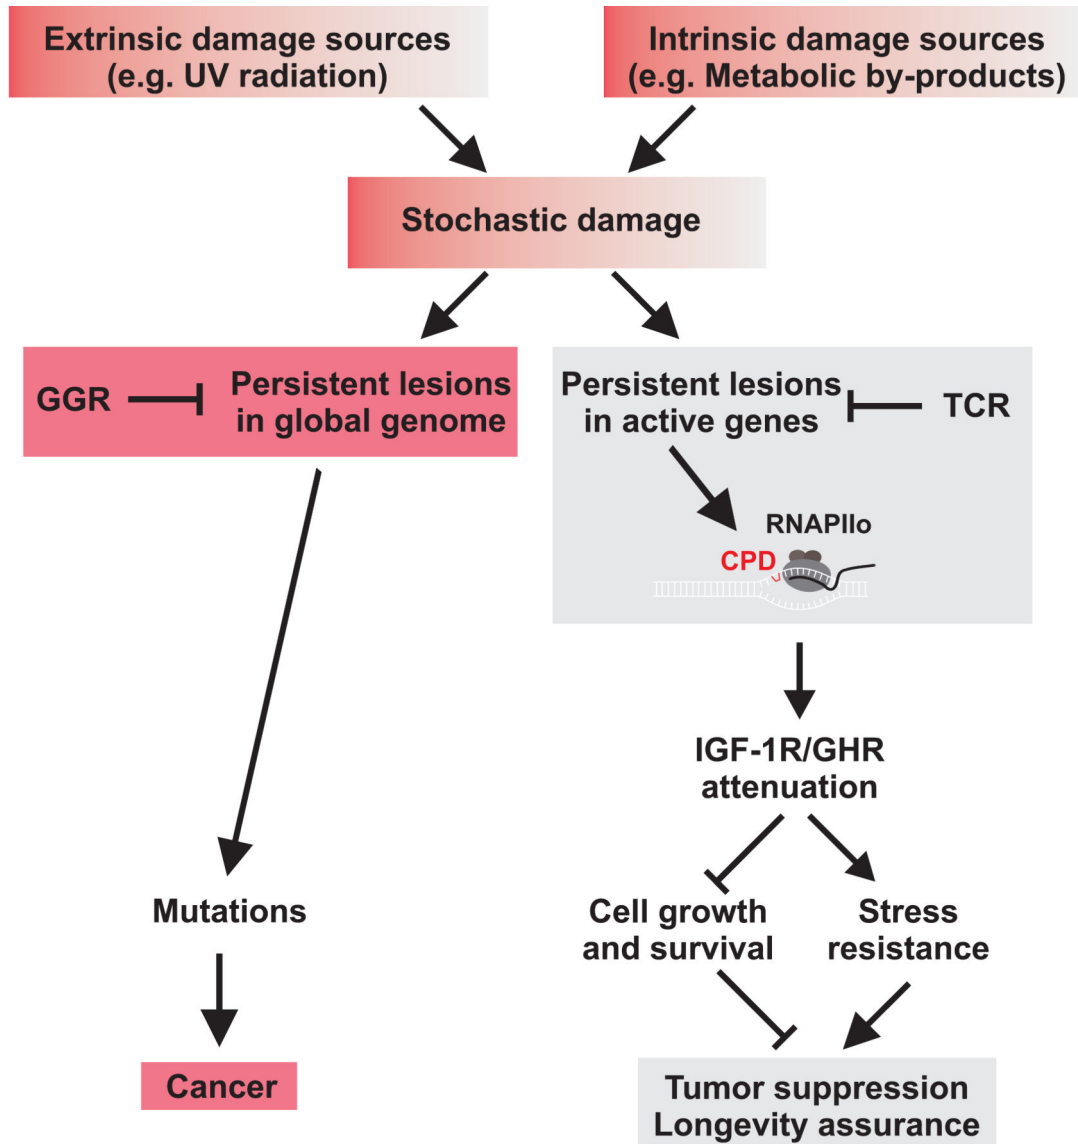 Extrinsic damage sources
(e.g. UV radiation)
Intrinsic damage sources
(e.g. Metabolic by-products)
Stochastic damage
GGR
Persistent lesions
in global genome
Persistent lesions
in active genes
TCR
RNAPIIo
CPD
IGF-1R/GHR
attenuation
Mutations
Cell growth
and survival
Stress
resistance
Cancer
Tumor suppression
Longevity assurance